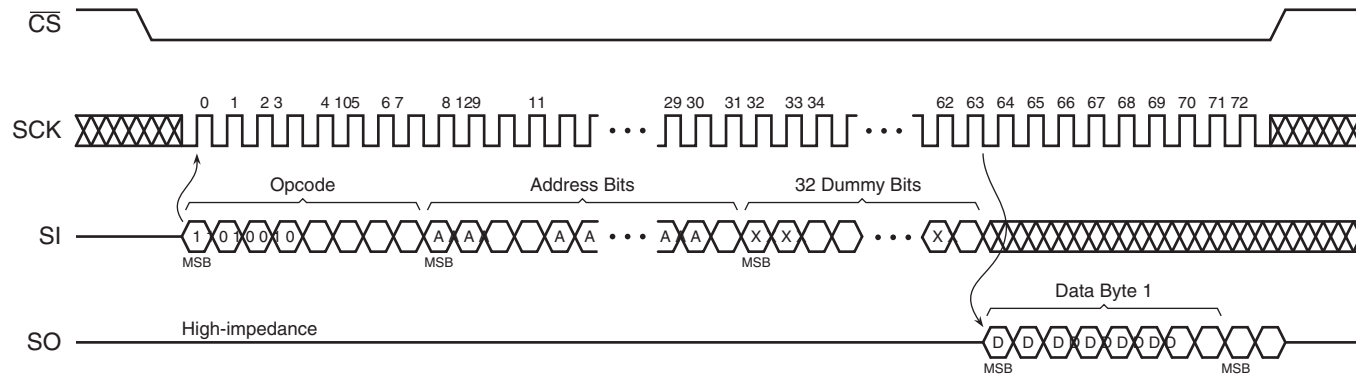 CS
0 1 2 3 4 10 5 6 7 8 12 9 11 29 30 31 32 33 34 62 63 64 65 66 67 68 69 70 71 72
SCK
Opcode Address Bits 32 Dummy Bits
SI 1 1 0 1 0 0 1 0 A A A A A A A A A X X X
MSB MSB MSB
Data Byte 1
High-impedance
SO D D D D D D D D D D
MSB MSB